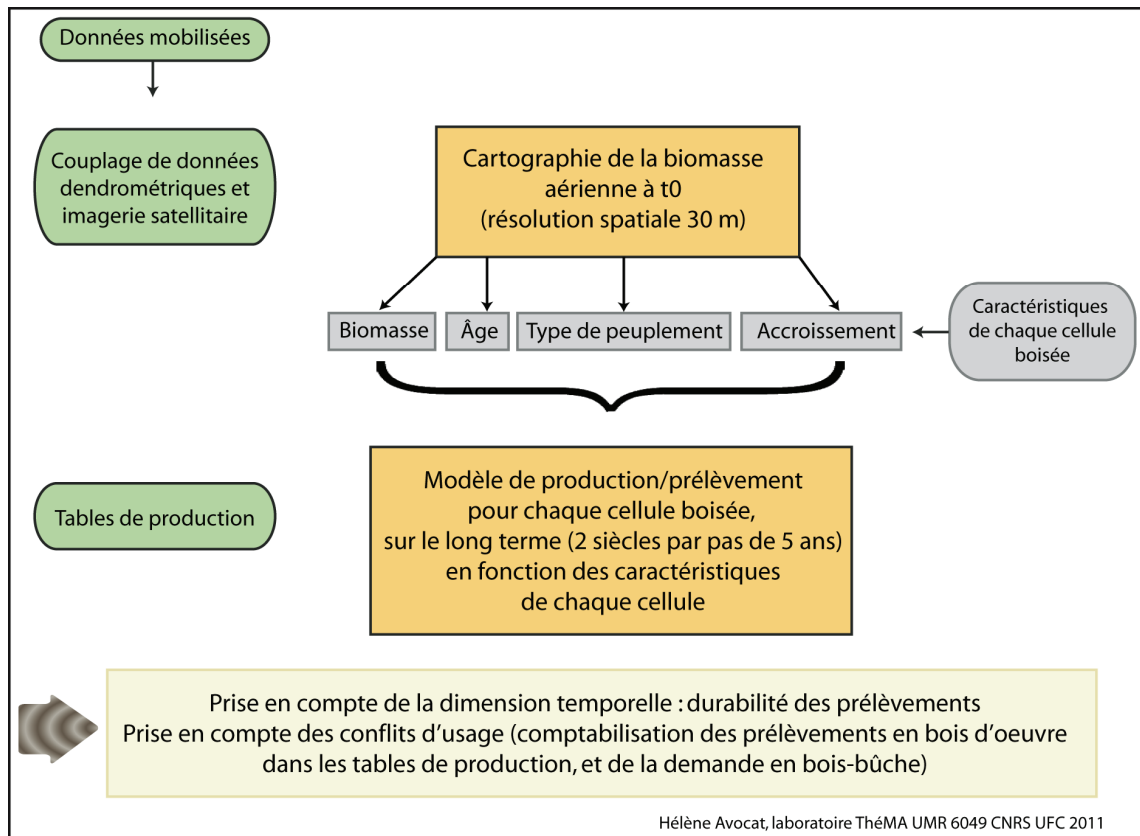 Données mobilisées
Couplage de données
dendrométriques et
imagerie satellitaire
Cartographie de la biomasse
aérienne à t0
(résolution spatiale 30 m)
Biomasse
Âge
Type de peuplement
Accroissement
Caractéristiques
de chaque cellule
boisée
Tables de production
Modèle de production/prélèvement
pour chaque cellule boisée,
sur le long terme (2 siècles par pas de 5 ans)
en fonction des caractéristiques
de chaque cellule
Prise en compte de la dimension temporelle : durabilité des prélèvements
Prise en compte des conflits d'usage (comptabilisation des prélèvements en bois d'oeuvre
dans les tables de production, et de la demande en bois-bûche)
Hélène Avocat, laboratoire ThéMA UMR 6049 CNRS UFC 2011